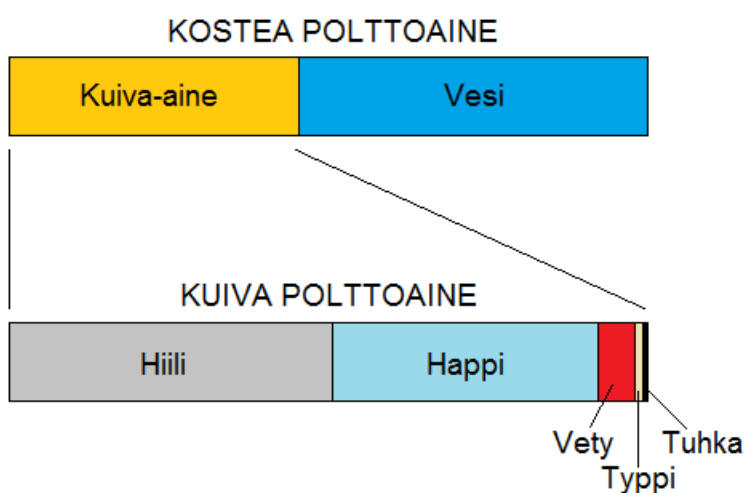 KOSTEA POLTTOAINE
Kuiva-aine
Vesi
KUIVA POLTTOAINE
Hiili
Happi
Vety
Tuhka
Typpi